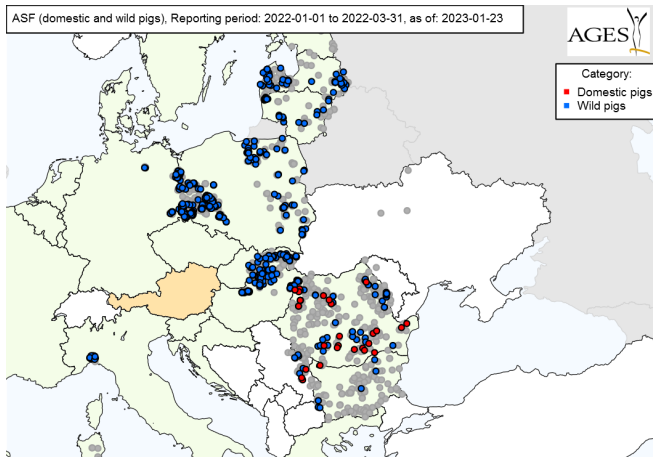 ASF (domestic and wild pigs), Reporting period: 2022-01-01 to 2022-03-31, as of: 2023-01-23
AGES
Category:
Domestic pigs
Wild pigs